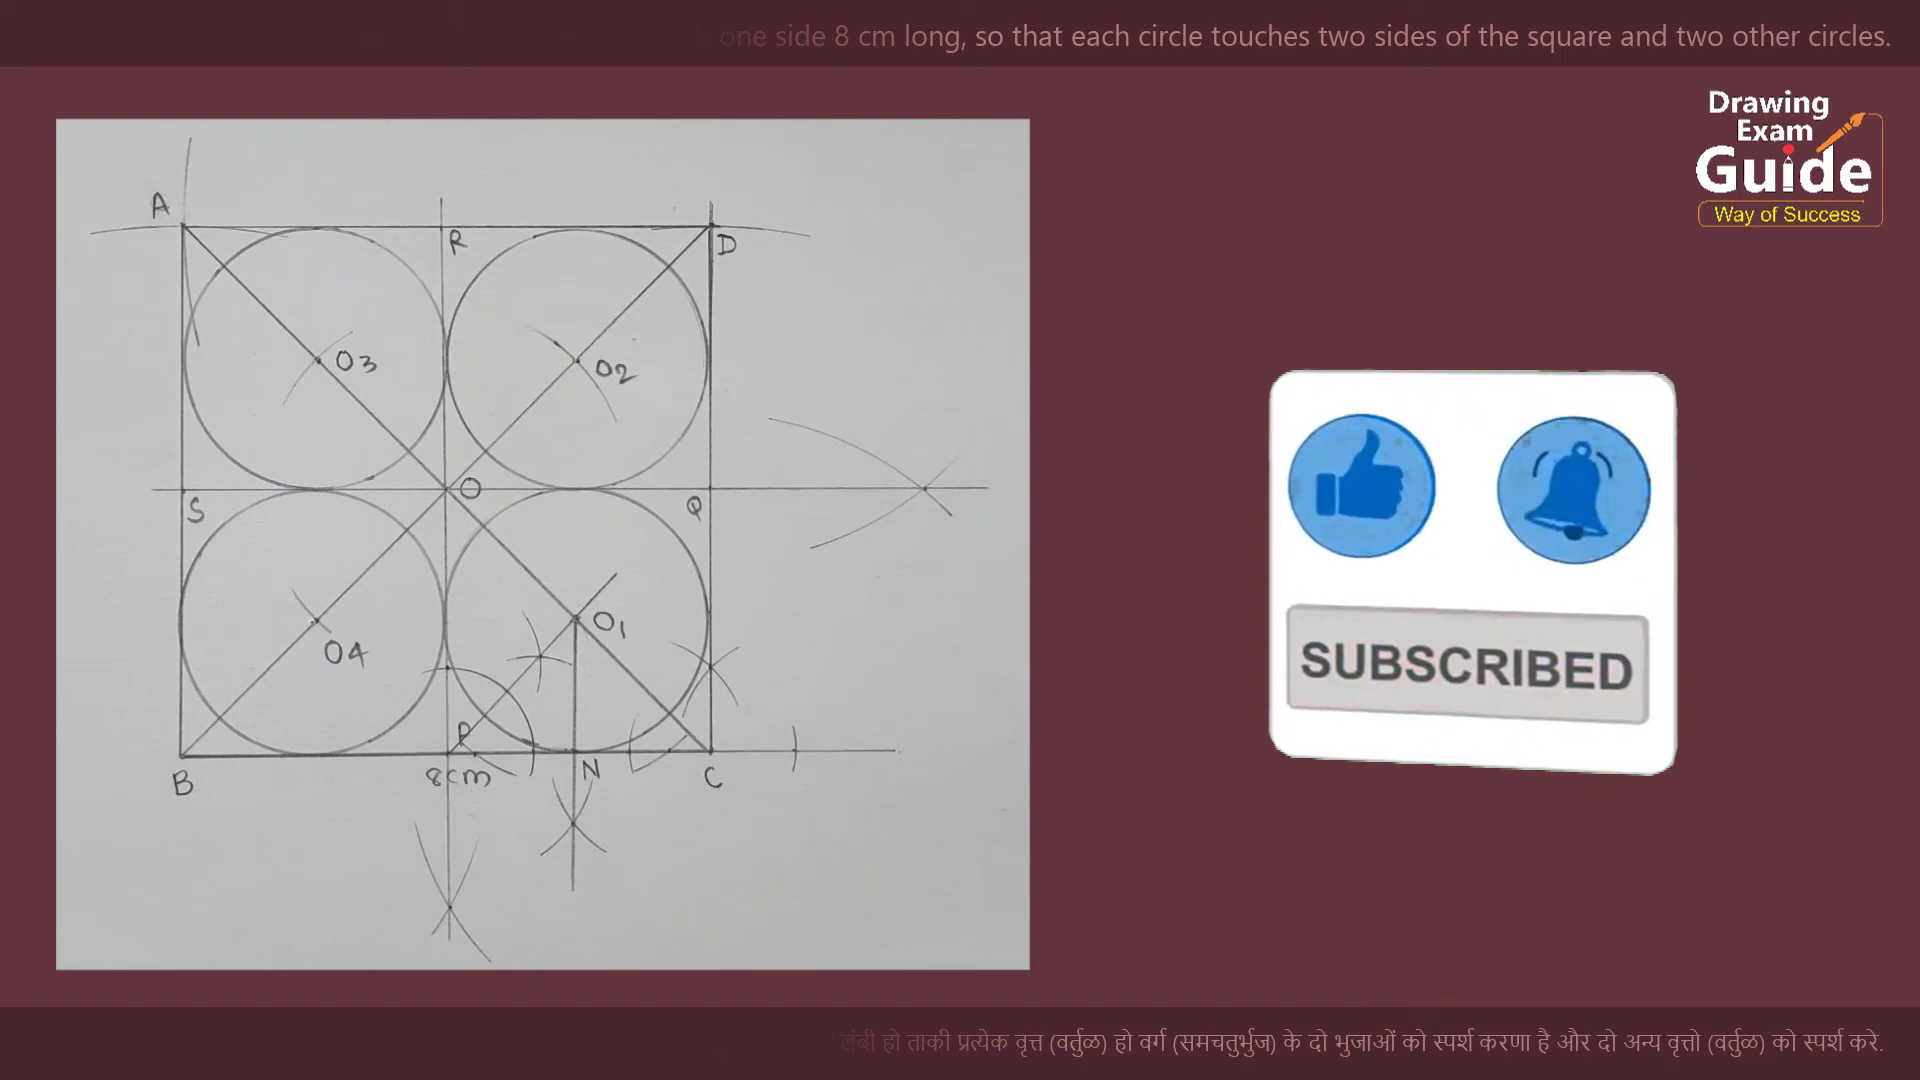 one side 8 cm long, so that each circle touches two sides of the square and two other circles.
Drawing
Exam
Guide
Way of Success
A
R
D
O3
O2
S
O
Q
O4
O1
P
B
8cm
N
C
SUBSCRIBED
लंबी हो ताकी प्रत्येक वृत्त (वर्तुळ) हो वर्ग (समचतुर्भुज) के दो भुजाओं को स्पर्श करणा है और दो अन्य वृत्तो (वर्तुळ) को स्पर्श करे.